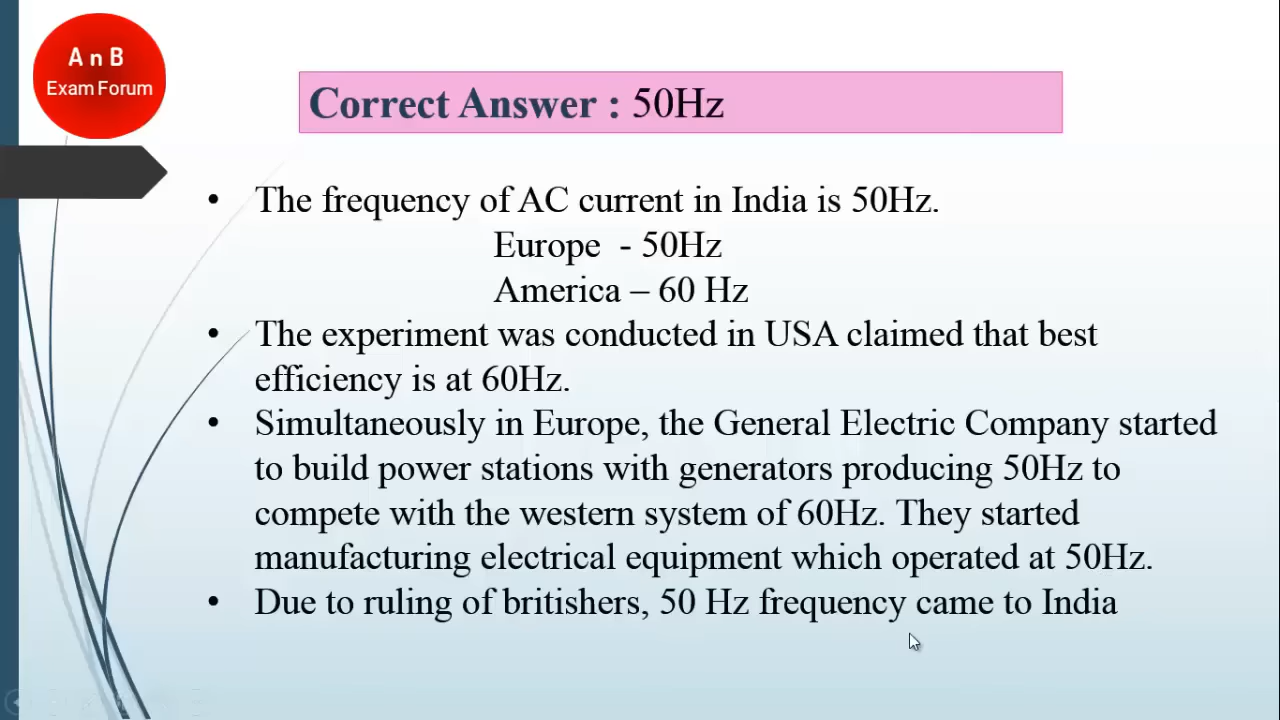 A n B
Exam Forum
Correct Answer : 50Hz
• The frequency of AC current in India is 50Hz.
Europe - 50Hz
America – 60 Hz
• The experiment was conducted in USA claimed that best
efficiency is at 60Hz.
• Simultaneously in Europe, the General Electric Company started
to build power stations with generators producing 50Hz to
compete with the western system of 60Hz. They started
manufacturing electrical equipment which operated at 50Hz.
• Due to ruling of britishers, 50 Hz frequency came to India